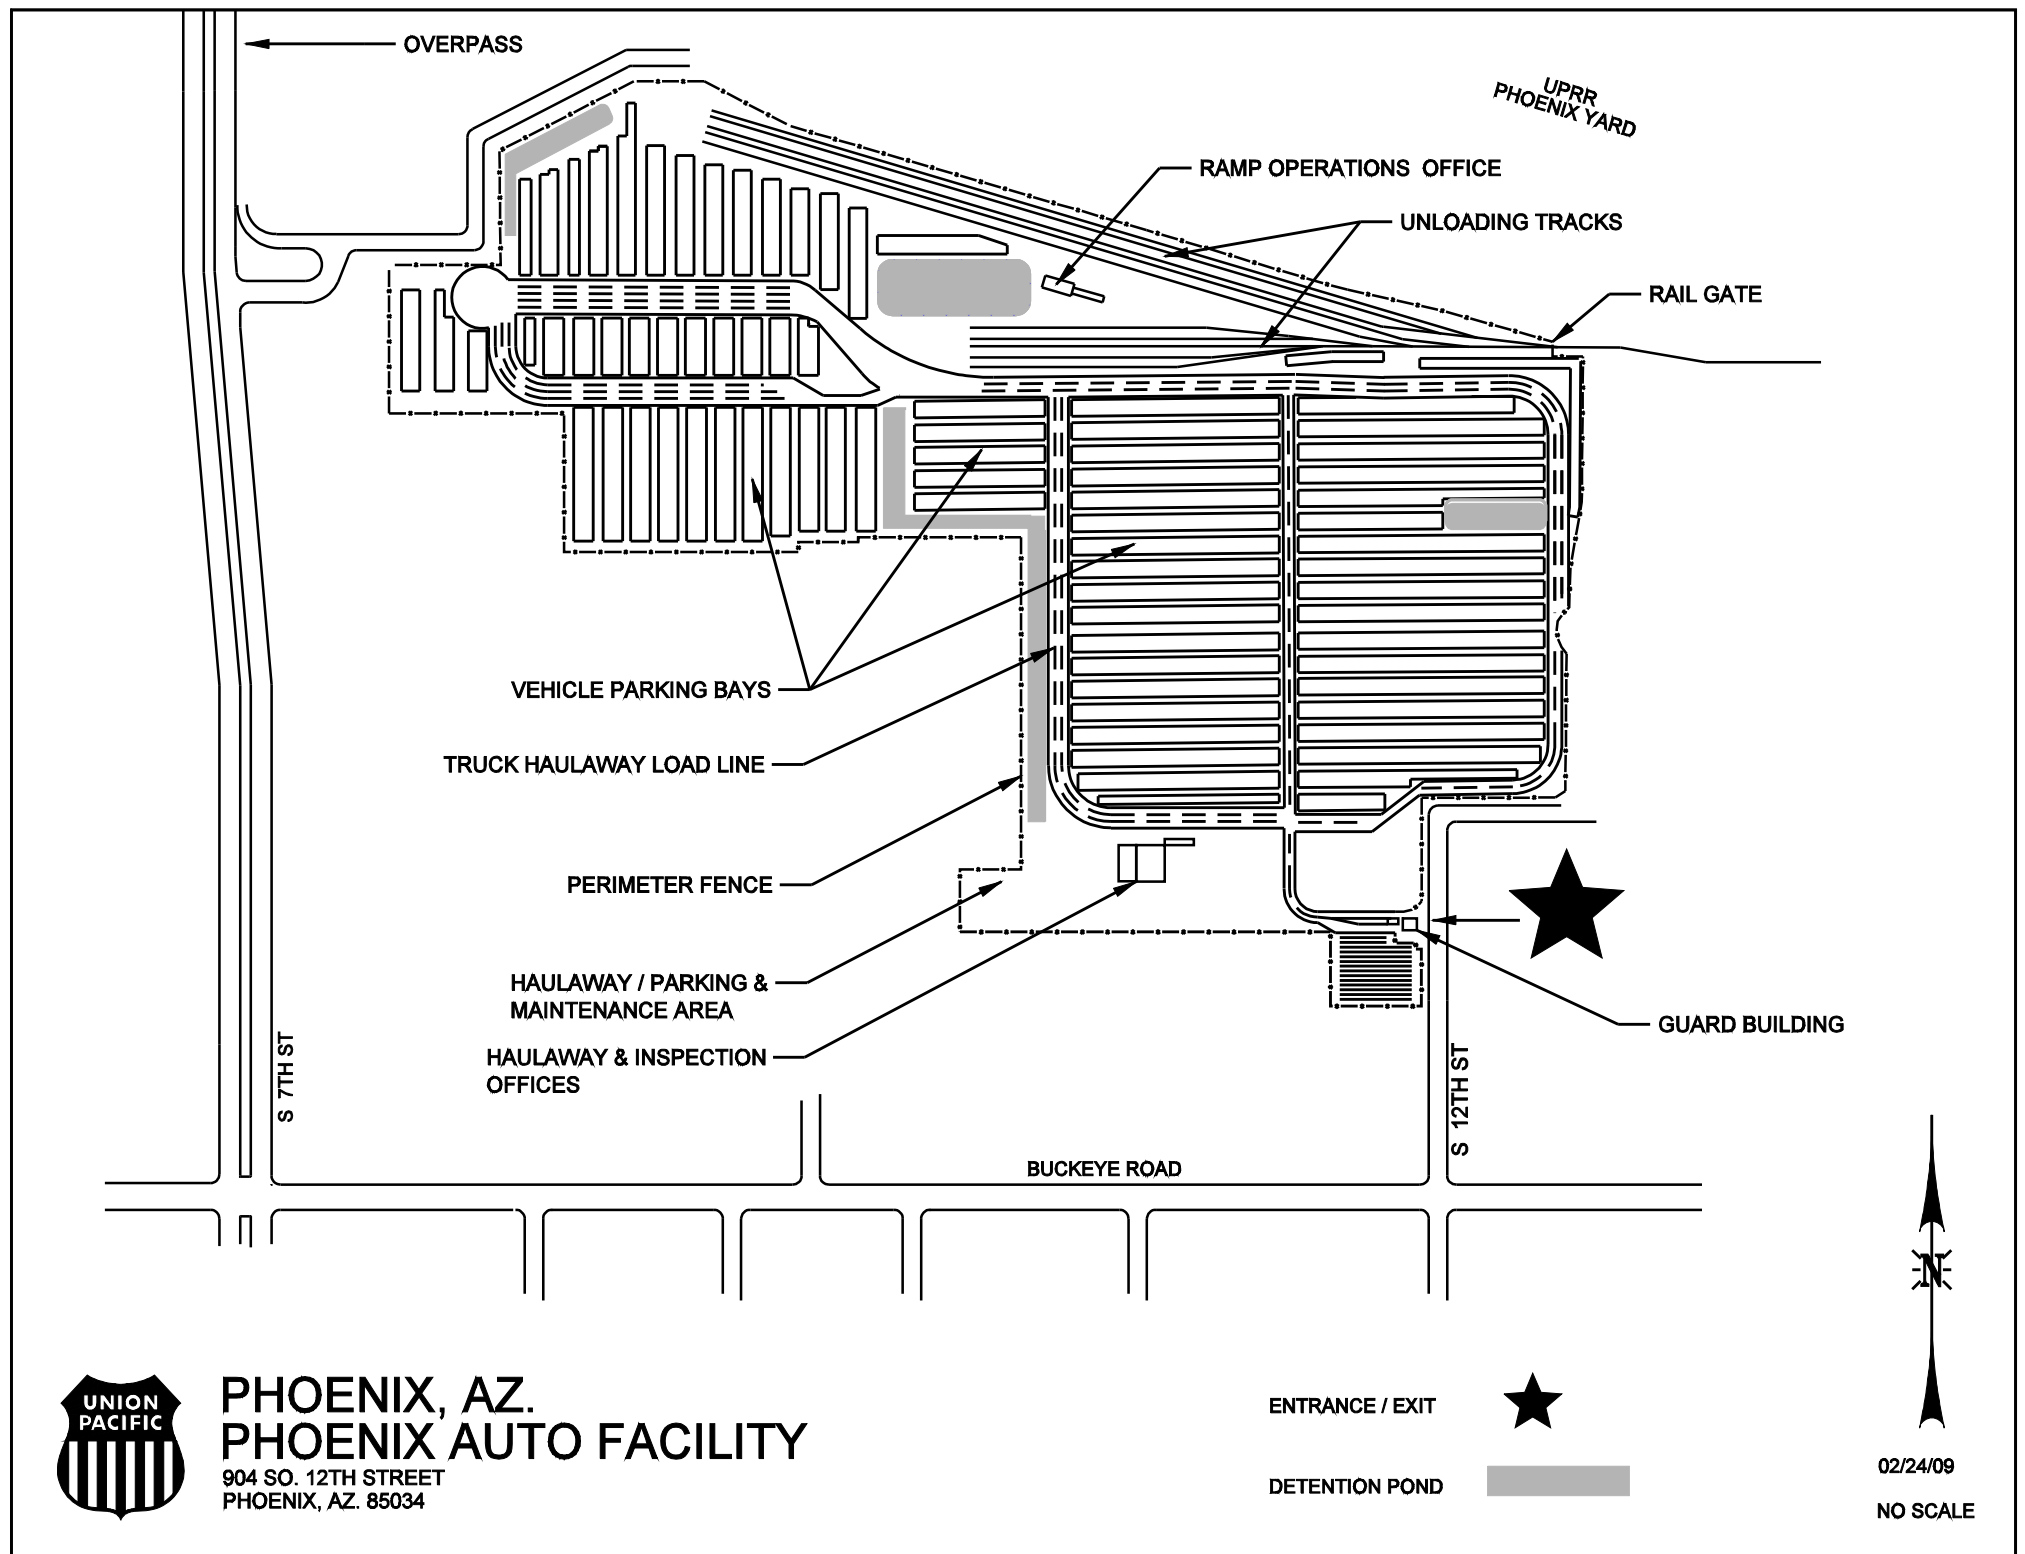 OVERPASS
UPRR
PHOENIX YARD
RAMP OPERATIONS OFFICE
UNLOADING TRACKS
RAIL GATE
VEHICLE PARKING BAYS
TRUCK HAULAWAY LOAD LINE
PERIMETER FENCE
HAULAWAY / PARKING &
MAINTENANCE AREA
HAULAWAY & INSPECTION
OFFICES
GUARD BUILDING
S 7TH ST
S 12TH ST
BUCKEYE ROAD
N
UNION
PACIFIC
PHOENIX, AZ.
PHOENIX AUTO FACILITY
904 SO. 12TH STREET
PHOENIX, AZ. 85034
ENTRANCE / EXIT
DETENTION POND
02/24/09
NO SCALE